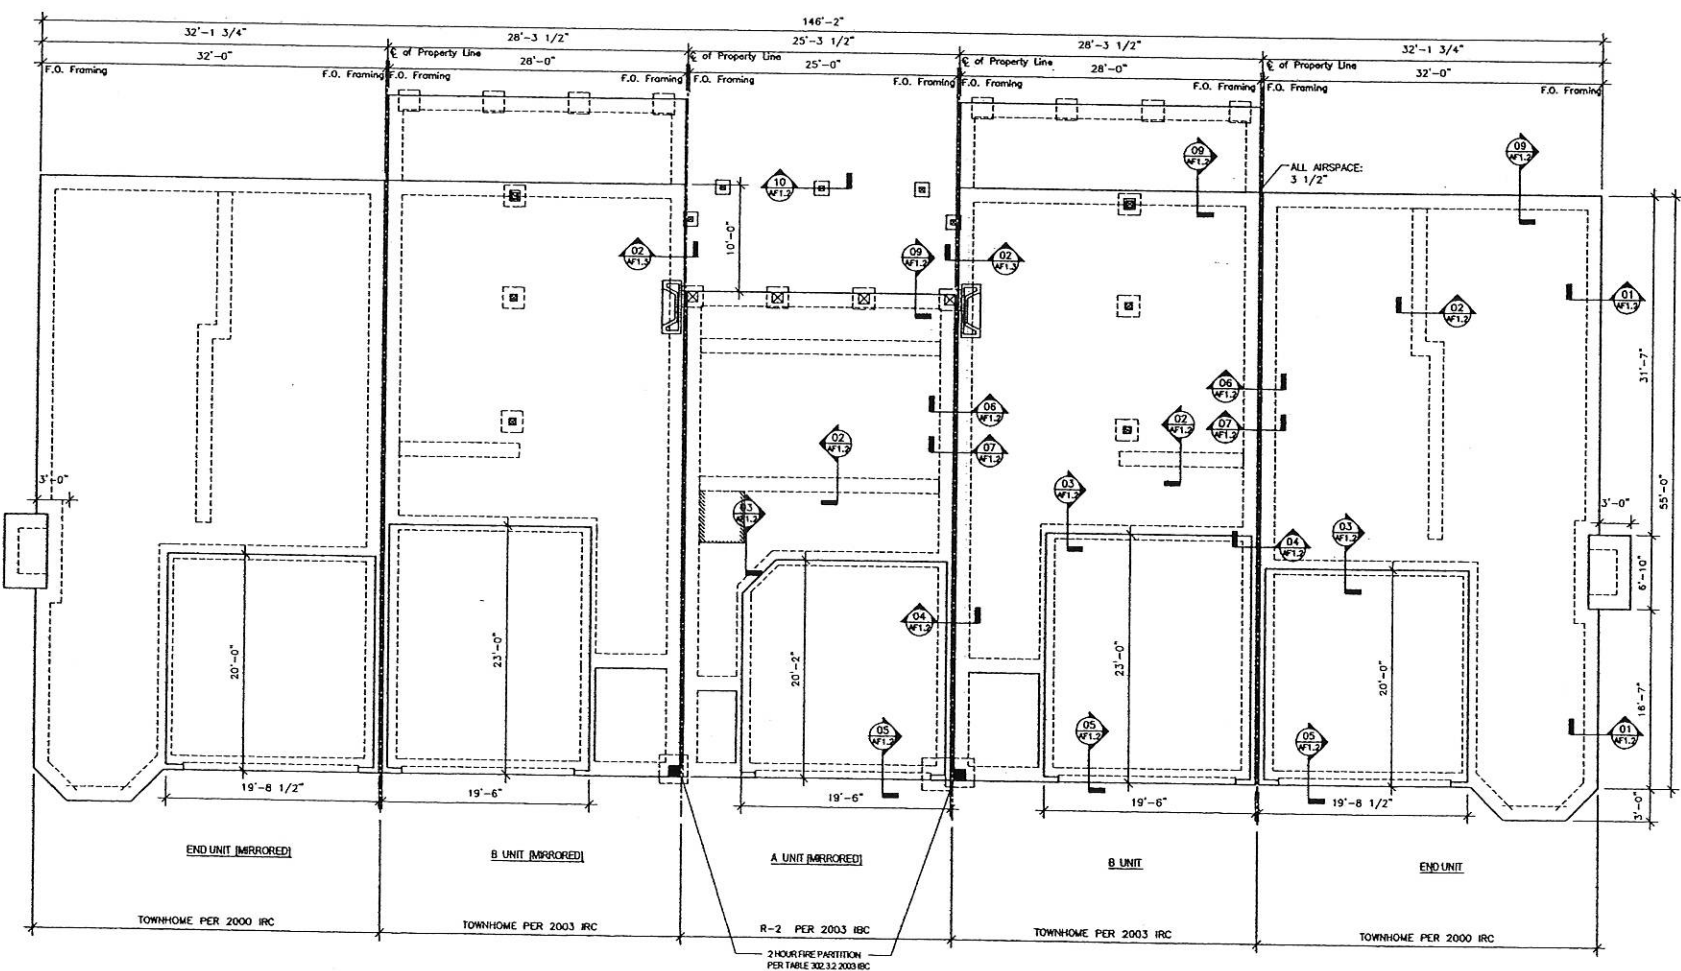 146'-2"
32'-1 3/4"
28'-3 1/2"
25'-3 1/2"
28'-3 1/2"
32'-1 3/4"
℄ of Property Line
℄ of Property Line
℄ of Property Line
℄ of Property Line
32'-0"
28'-0"
25'-0"
28'-0"
32'-0"
F.O. Framing
F.O. Framing
F.O. Framing
F.O. Framing
F.O. Framing
F.O. Framing
F.O. Framing
F.O. Framing
F.O. Framing
F.O. Framing
09
AF1.2
09
AF1.2
ALL AIRSPACE:
3 1/2"
10
AF1.2
10'-0"
02
AF1.3
09
AF1.2
02
AF1.3
02
AF1.2
01
AF1.2
31'-7"
06
AF1.2
06
AF1.2
02
AF1.2
07
AF1.2
02
AF1.2
07
AF1.2
3'-0"
03
AF1.2
03
AF1.2
3'-0"
55'-0"
04
AF1.2
03
AF1.2
6'-10"
04
AF1.2
20'-0"
23'-0"
20'-2"
23'-0"
20'-0"
16'-7"
05
AF1.2
05
AF1.2
05
AF1.2
01
AF1.2
19'-8 1/2"
19'-6"
19'-6"
19'-6"
19'-8 1/2"
3'-0"
END UNIT [MIRRORED]
B UNIT [MIRRORED]
A UNIT [MIRRORED]
B UNIT
END UNIT
TOWNHOME PER 2000 IRC
TOWNHOME PER 2003 IRC
R-2 PER 2003 IBC
TOWNHOME PER 2003 IRC
TOWNHOME PER 2000 IRC
2 HOUR FIRE PARTITION
PER TABLE 302.3.2 2003 IBC